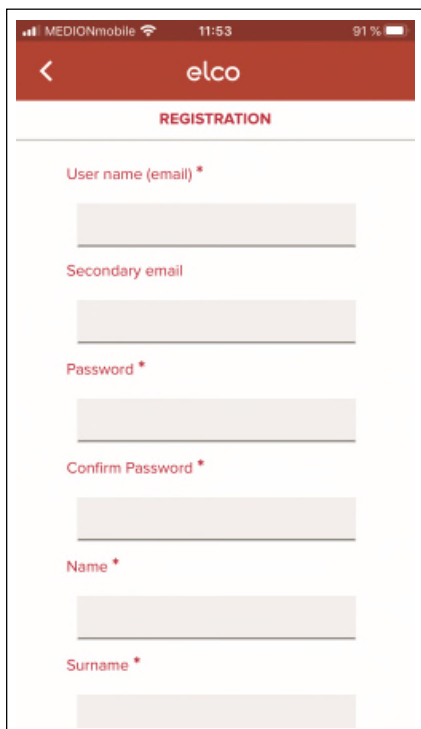 MEDIONmobile 11:53 91 %
elco
REGISTRATION
User name (email) *
Secondary email
Password *
Confirm Password *
Name *
Surname *